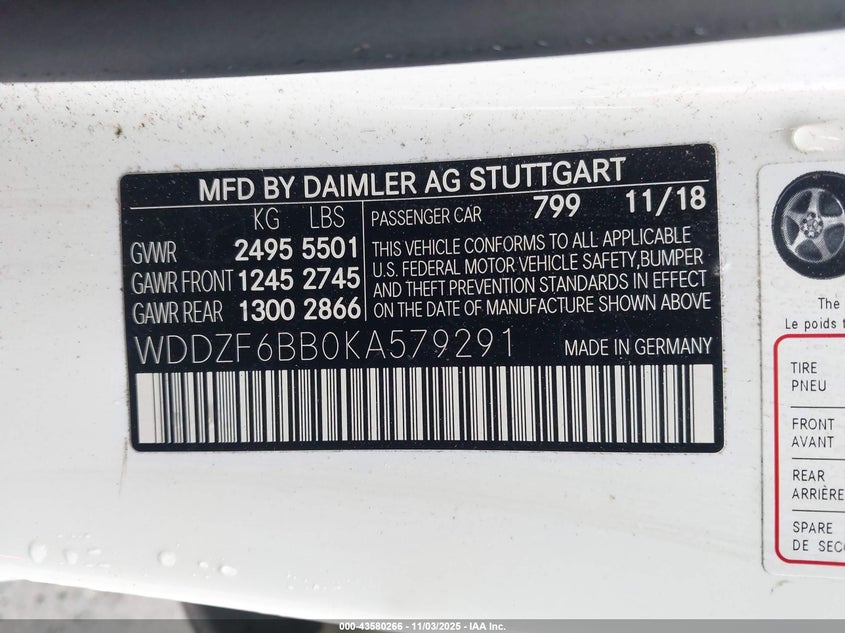 MFD BY DAIMLER AG STUTTGART
KG LBS
GVWR 2495 5501
GAWR FRONT 1245 2745
GAWR REAR 1300 2866
PASSENGER CAR 799 11/18
THIS VEHICLE CONFORMS TO ALL APPLICABLE
U.S. FEDERAL MOTOR VEHICLE SAFETY, BUMPER
AND THEFT PREVENTION STANDARDS IN EFFECT
ON THE DATE OF MANUFACTURE SHOWN ABOVE
WDDZF6BB0KA579291 MADE IN GERMANY
The
Le poids t
TIRE
PNEU
FRONT
AVANT
REAR
ARRIÈRE
SPARE
DE SEC
000-43580266 - 11/03/2025 - IAA Inc.